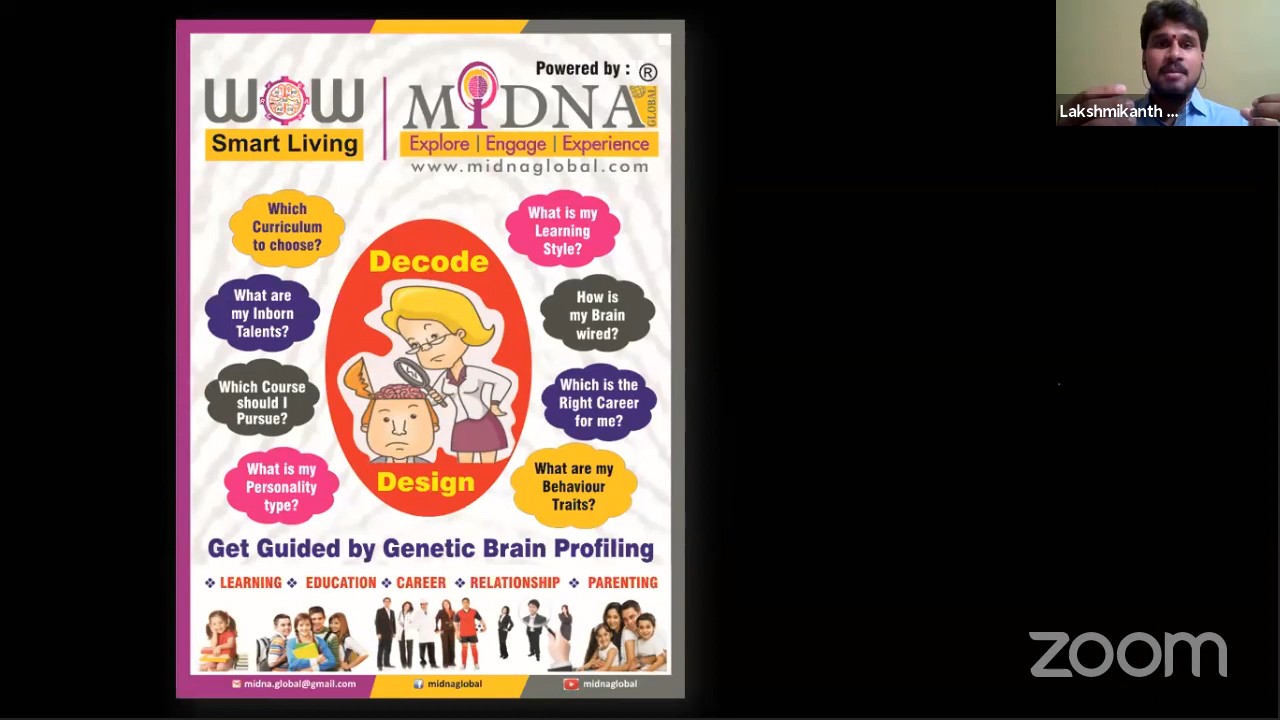 Powered by : ®
WOW
Smart Living
MiDNA
GLOBAL
Explore | Engage | Experience
www.midnaglobal.com
Which
Curriculum
to choose?
What is my
Learning
Style?
Decode
What are
my Inborn
Talents?
How is
my Brain
wired?
Which Course
should I
Pursue?
Which is the
Right Career
for me?
What is my
Personality
type?
What are my
Behaviour
Traits?
Design
Get Guided by Genetic Brain Profiling
❖ LEARNING ❖ EDUCATION ❖ CAREER ❖ RELATIONSHIP ❖ PARENTING
midna.global@gmail.com
midnaglobal
midnaglobal
Lakshmikanth ...
zoom